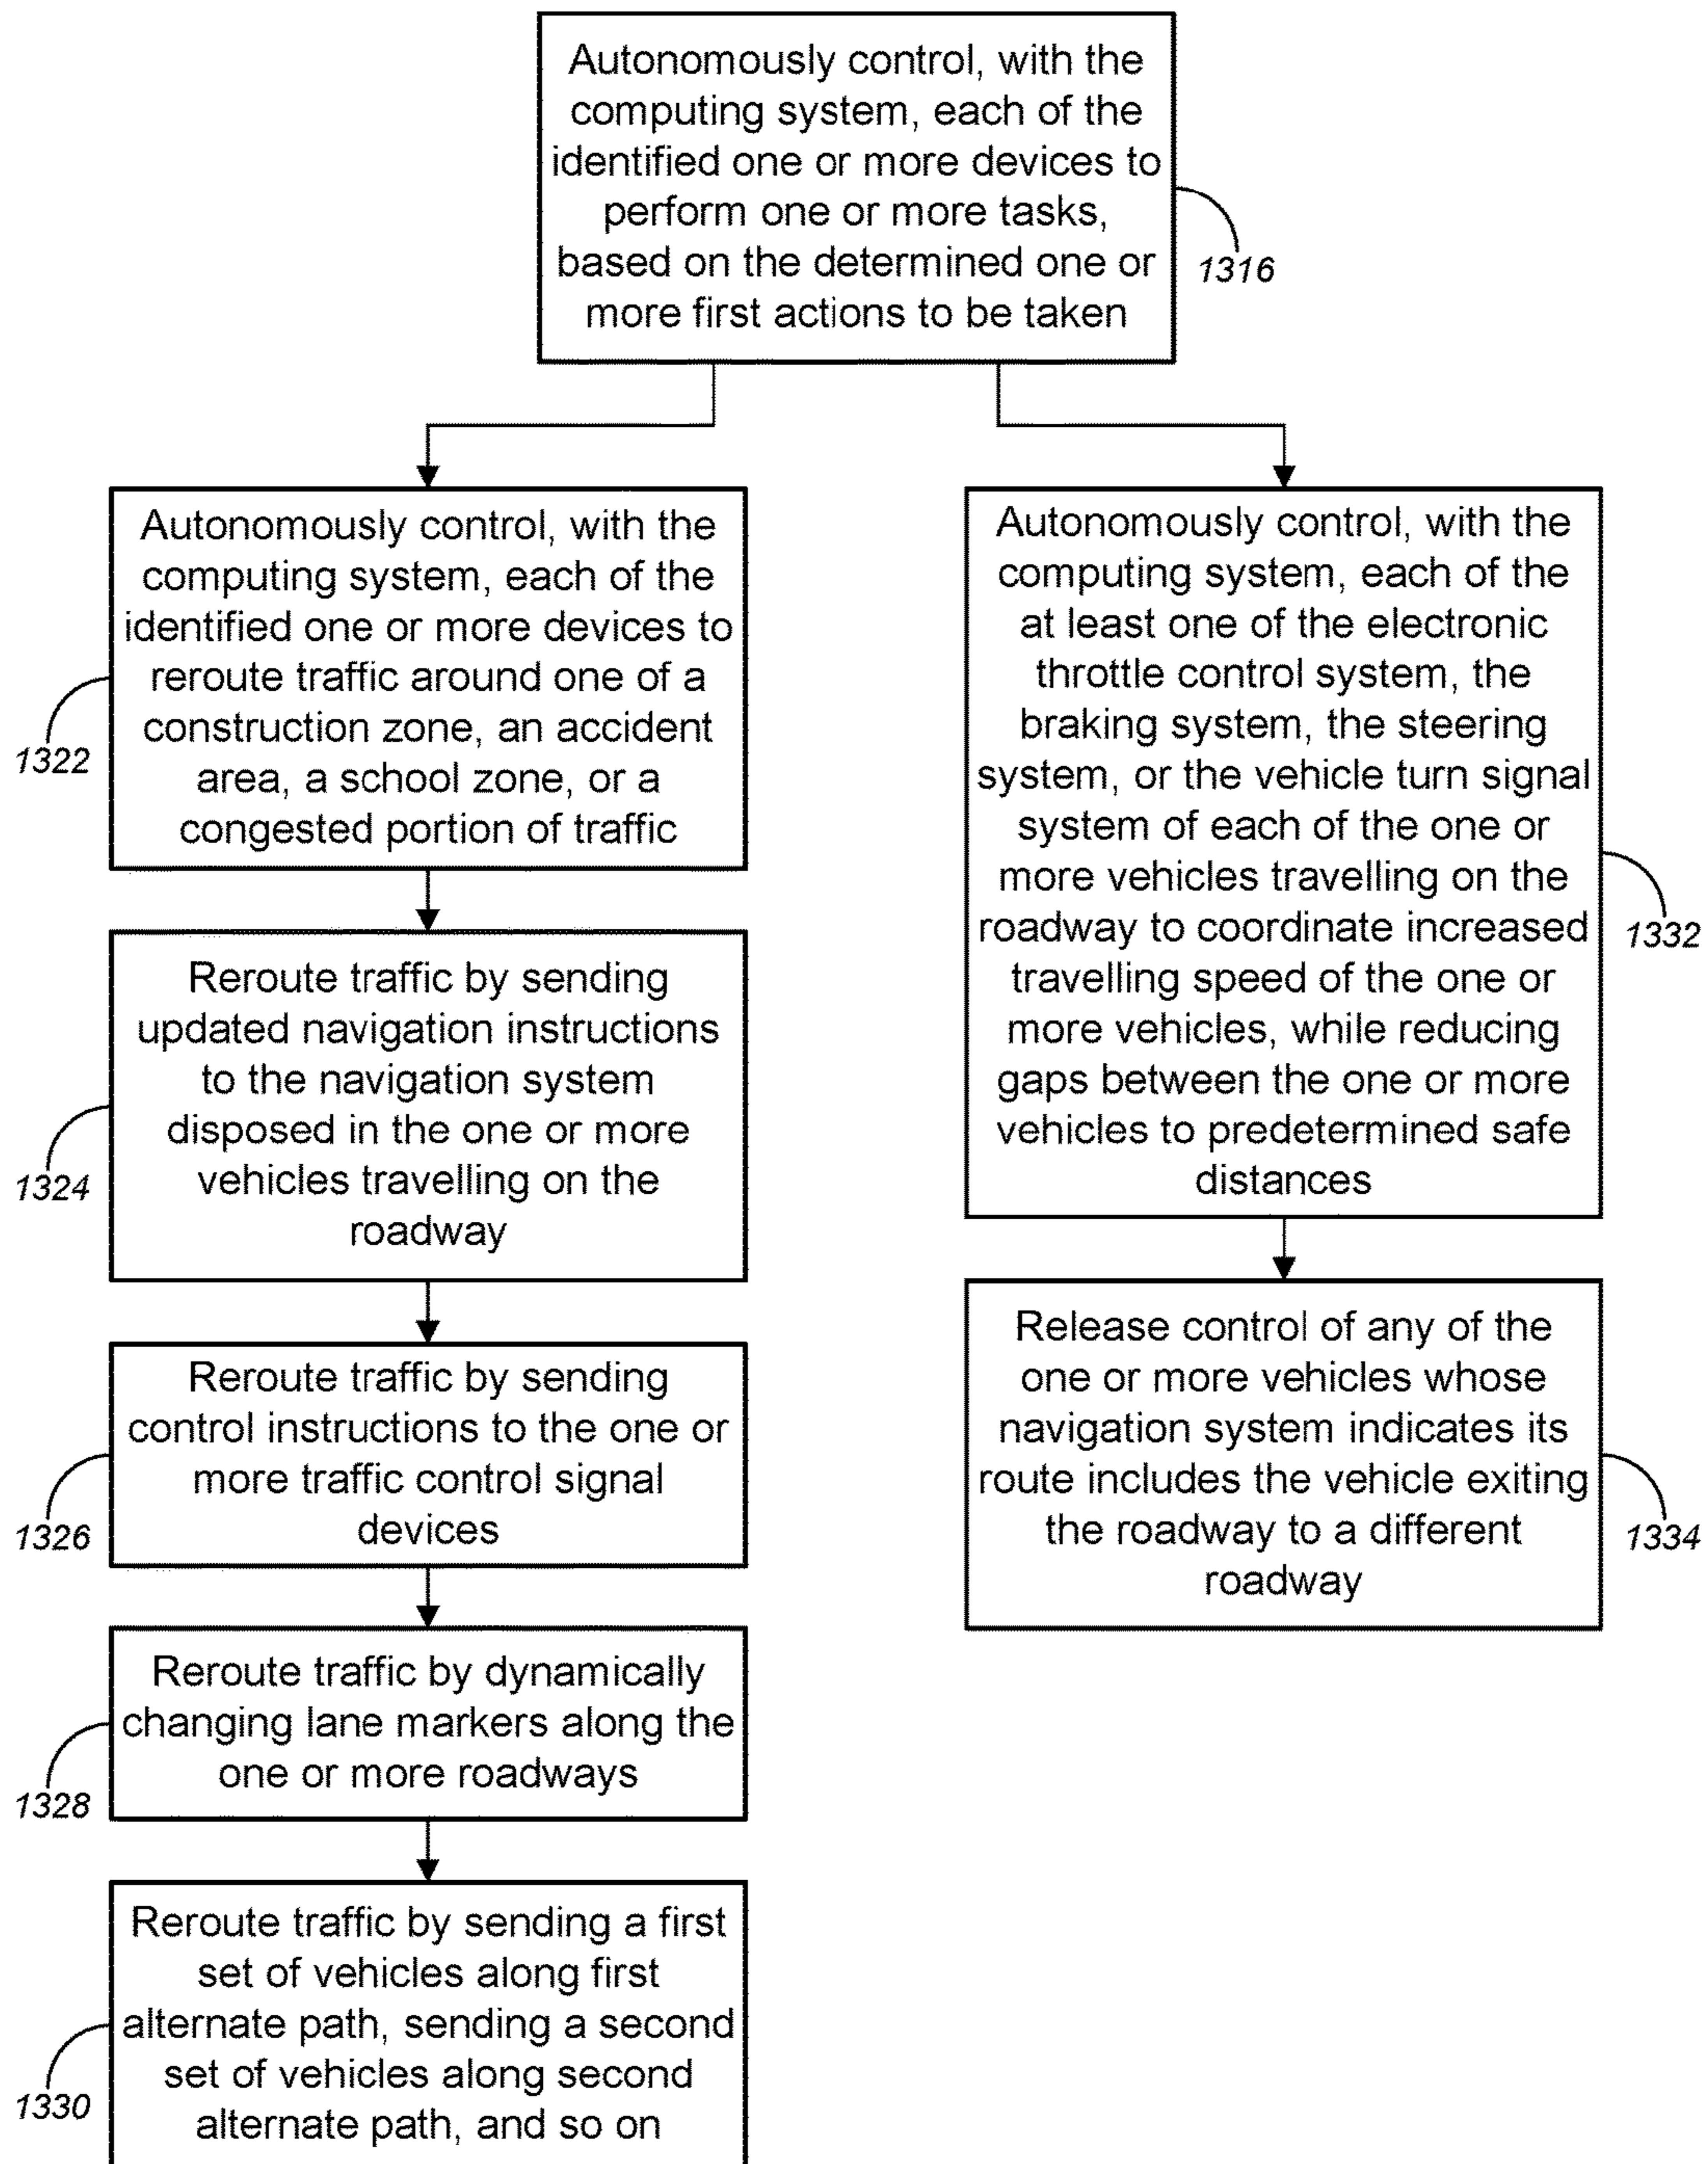 Autonomously control, with the
computing system, each of the
identified one or more devices to
perform one or more tasks,
based on the determined one or
more first actions to be taken
1316
Autonomously control, with the
computing system, each of the
identified one or more devices to
reroute traffic around one of a
construction zone, an accident
area, a school zone, or a
congested portion of traffic
1322
Reroute traffic by sending
updated navigation instructions
to the navigation system
disposed in the one or more
vehicles travelling on the
roadway
1324
Reroute traffic by sending
control instructions to the one or
more traffic control signal
devices
1326
Reroute traffic by dynamically
changing lane markers along the
one or more roadways
1328
Reroute traffic by sending a first
set of vehicles along first
alternate path, sending a second
set of vehicles along second
alternate path, and so on
1330
Autonomously control, with the
computing system, each of the
at least one of the electronic
throttle control system, the
braking system, the steering
system, or the vehicle turn signal
system of each of the one or
more vehicles travelling on the
roadway to coordinate increased
travelling speed of the one or
more vehicles, while reducing
gaps between the one or more
vehicles to predetermined safe
distances
1332
Release control of any of the
one or more vehicles whose
navigation system indicates its
route includes the vehicle exiting
the roadway to a different
roadway
1334